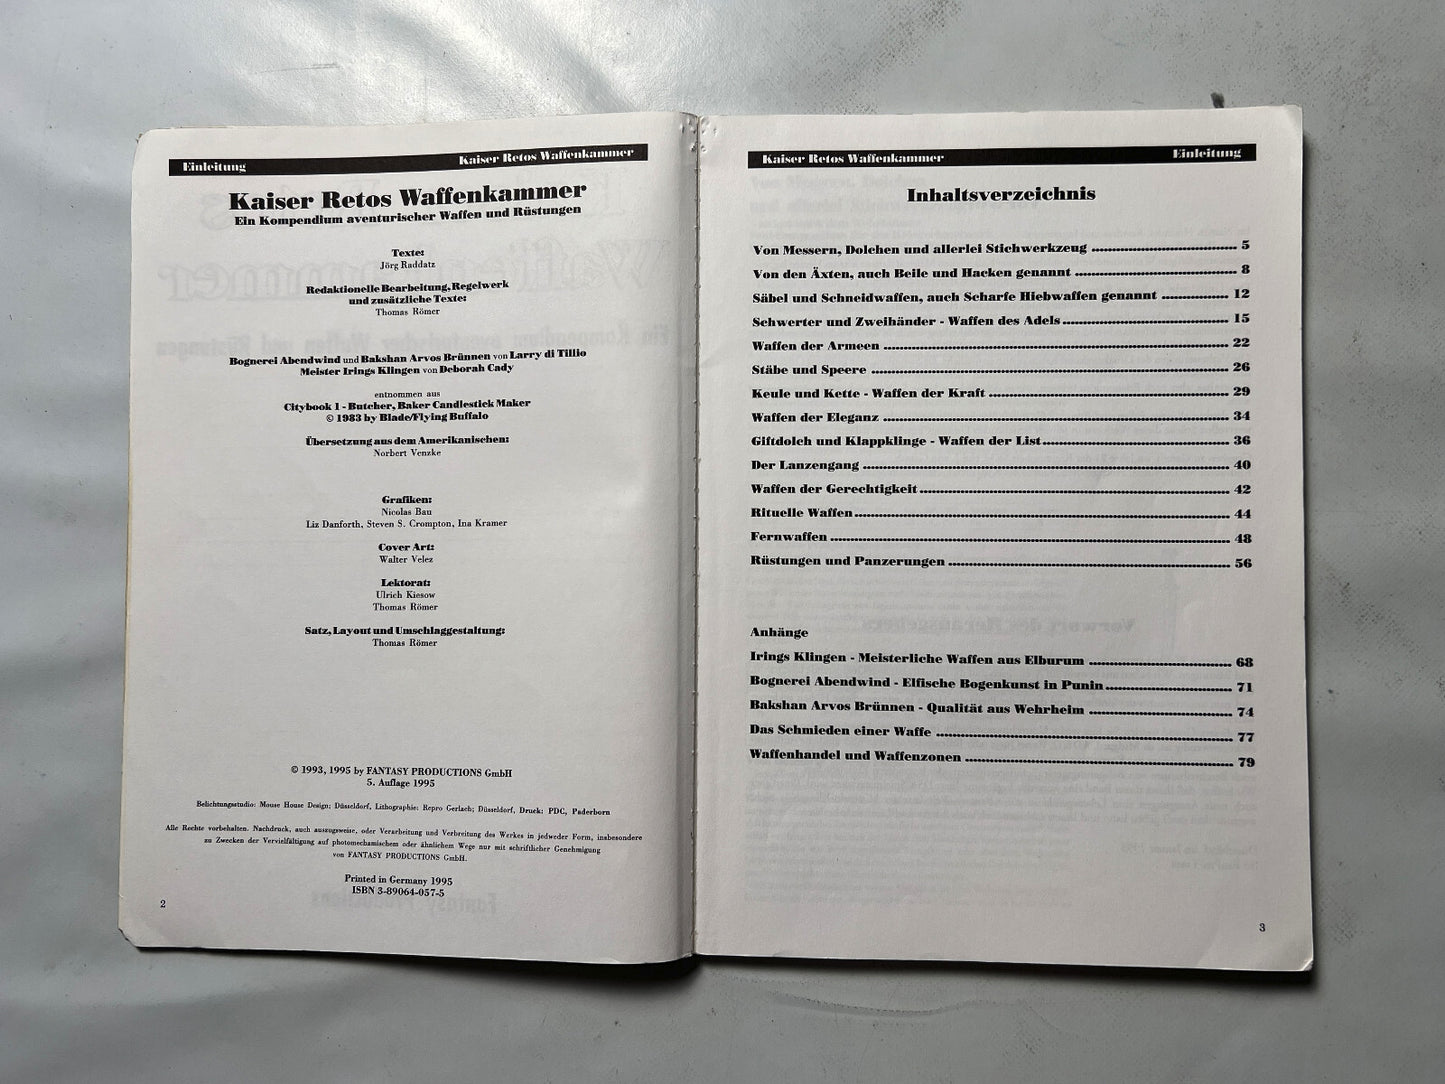 Einleitung
Kaiser Retos Waffenkammer
Kaiser Retos Waffenkammer
Ein Kompendium aventurischer Waffen und Rüstungen
Texte:
Jörg Raddatz
Redaktionelle Bearbeitung, Regelwerk
und zusätzliche Texte:
Thomas Römer
Bognerei Abendwind und Bakshan Arvos Brünnen von Larry di Tillio
Meister Irings Klingen von Deborah Cady
entnommen aus
Citybook 1 - Butcher, Baker Candlestick Maker
© 1983 by Blade/Flying Buffalo
Übersetzung aus dem Amerikanischen:
Norbert Venzke
Grafiken:
Nicolas Bau
Liz Danforth, Steven S. Crompton, Ina Kramer
Cover Art:
Walter Velez
Lektorat:
Ulrich Kiesow
Thomas Römer
Satz, Layout und Umschlaggestaltung:
Thomas Römer
© 1993, 1995 by FANTASY PRODUCTIONS GmbH
5. Auflage 1995
Belichtungsstudio: Mouse House Design; Düsseldorf, Lithographie: Repro Gerlach; Düsseldorf, Druck: PDC, Paderborn
Alle Rechte vorbehalten. Nachdruck, auch auszugsweise, oder Verarbeitung und Verbreitung des Werkes in jedweder Form, insbesondere
zu Zwecken der Vervielfältigung auf photomechanischem oder ähnlichem Wege nur mit schriftlicher Genehmigung
von FANTASY PRODUCTIONS GmbH.
Printed in Germany 1995
ISBN 3-89064-057-5
2
Kaiser Retos Waffenkammer
Einleitung
Inhaltsverzeichnis
Von Messern, Dolchen und allerlei Stichwerkzeug 5
Von den Äxten, auch Beile und Hacken genannt 8
Säbel und Schneidwaffen, auch Scharfe Hiebwaffen genannt 12
Schwerter und Zweihänder - Waffen des Adels 15
Waffen der Armeen 22
Stäbe und Speere 26
Keule und Kette - Waffen der Kraft 29
Waffen der Eleganz 34
Giftdolch und Klappklinge - Waffen der List 36
Der Lanzengang 40
Waffen der Gerechtigkeit 42
Rituelle Waffen 44
Fernwaffen 48
Rüstungen und Panzerungen 56
Anhänge
Irings Klingen - Meisterliche Waffen aus Elburum 68
Bognerei Abendwind - Elfische Bogenkunst in Punin 71
Bakshan Arvos Brünnen - Qualität aus Wehrheim 74
Das Schmieden einer Waffe 77
Waffenhandel und Waffenzonen 79
3